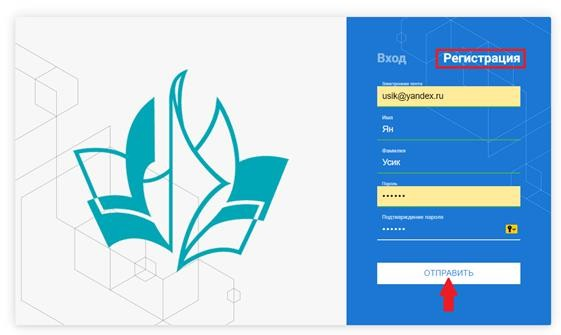 Вход Регистрация
Электронная почта
usik@yandex.ru
Имя
Ян
Фамилия
Усик
Пароль
••••••
Подтверждение пароля
••••••
ОТПРАВИТЬ